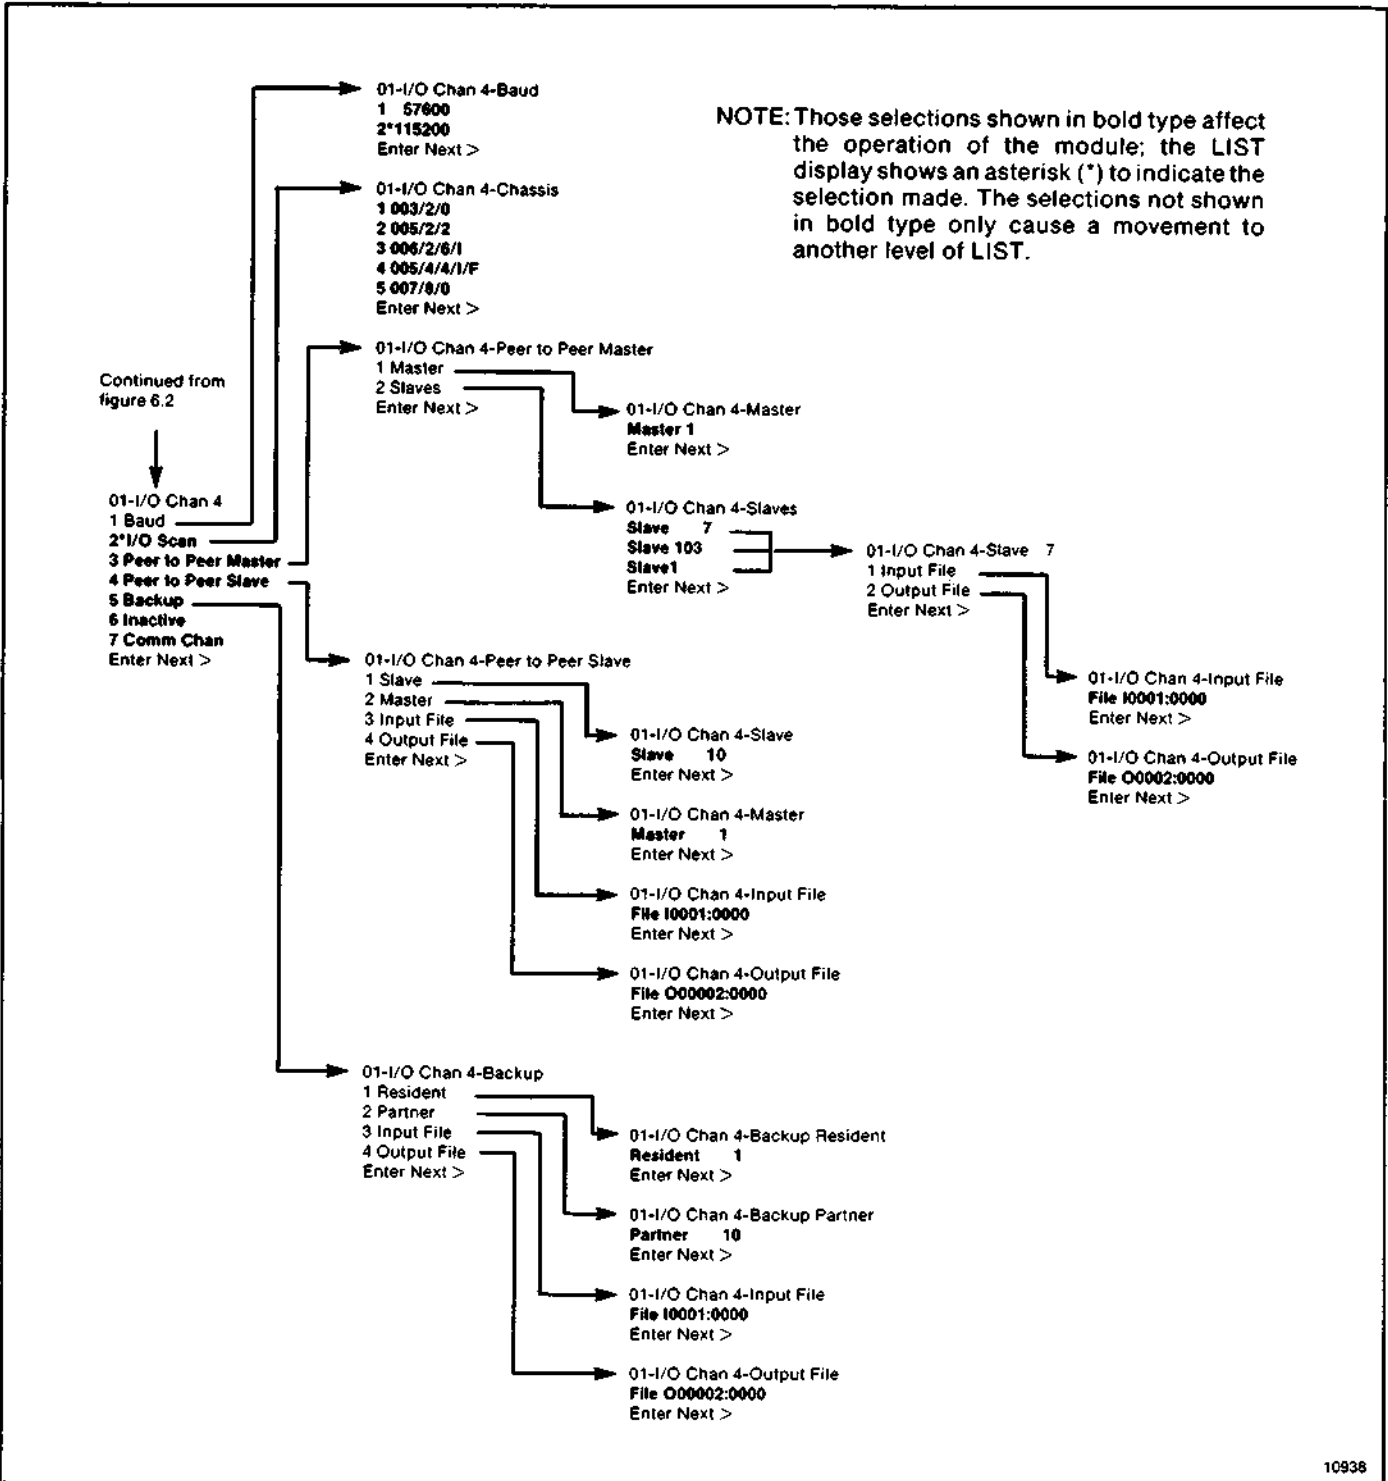 01-I/O Chan 4-Baud
1 57600
2*115200
Enter Next >
NOTE: Those selections shown in bold type affect
the operation of the module; the LIST
display shows an asterisk (*) to indicate the
selection made. The selections not shown
in bold type only cause a movement to
another level of LIST.
01-I/O Chan 4-Chassis
1 003/2/0
2 005/2/2
3 006/2/6/I
4 005/4/4/I/F
5 007/8/0
Enter Next >
01-I/O Chan 4-Peer to Peer Master
1 Master
2 Slaves
Enter Next >
Continued from
figure 6.2
01-I/O Chan 4-Master
Master 1
Enter Next >
01-I/O Chan 4
1 Baud
2*I/O Scan
3 Peer to Peer Master
4 Peer to Peer Slave
5 Backup
6 Inactive
7 Comm Chan
Enter Next >
01-I/O Chan 4-Slaves
Slave 7
Slave 103
Slave1
Enter Next >
01-I/O Chan 4-Slave 7
1 Input File
2 Output File
Enter Next >
01-I/O Chan 4-Input File
File I0001:0000
Enter Next >
01-I/O Chan 4-Output File
File O0002:0000
Enter Next >
01-I/O Chan 4-Peer to Peer Slave
1 Slave
2 Master
3 Input File
4 Output File
Enter Next >
01-I/O Chan 4-Slave
Slave 10
Enter Next >
01-I/O Chan 4-Master
Master 1
Enter Next >
01-I/O Chan 4-Input File
File I0001:0000
Enter Next >
01-I/O Chan 4-Output File
File O00002:0000
Enter Next >
01-I/O Chan 4-Backup
1 Resident
2 Partner
3 Input File
4 Output File
Enter Next >
01-I/O Chan 4-Backup Resident
Resident 1
Enter Next >
01-I/O Chan 4-Backup Partner
Partner 10
Enter Next >
01-I/O Chan 4-Input File
File I0001:0000
Enter Next >
01-I/O Chan 4-Output File
File O00002:0000
Enter Next >
10938